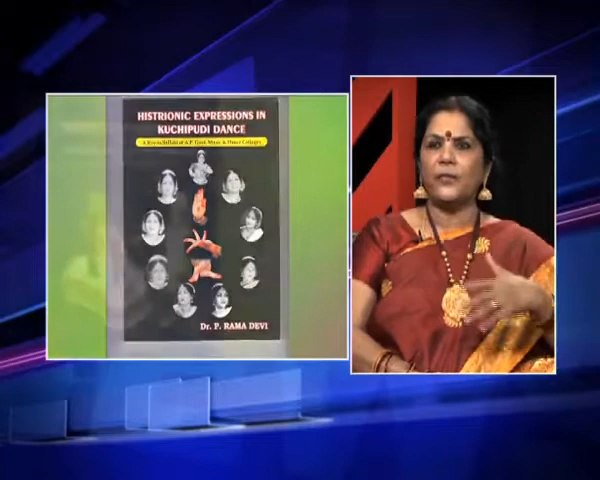 HISTRIONIC EXPRESSIONS IN
KUCHIPUDI DANCE
Dr. P. RAMA DEVI